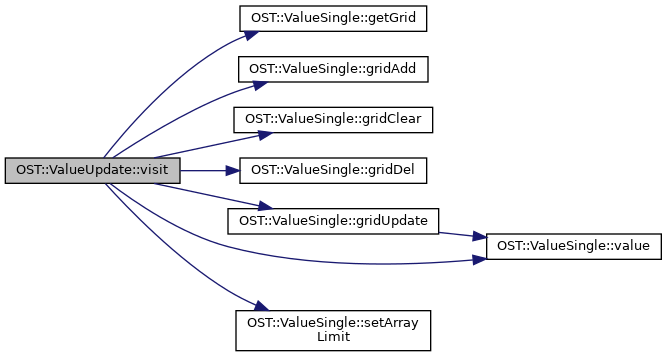 OST::ValueSingle::getGrid
OST::ValueSingle::gridAdd
OST::ValueSingle::gridClear
OST::ValueUpdate::visit
OST::ValueSingle::gridDel
OST::ValueSingle::gridUpdate
OST::ValueSingle::value
OST::ValueSingle::setArray
Limit